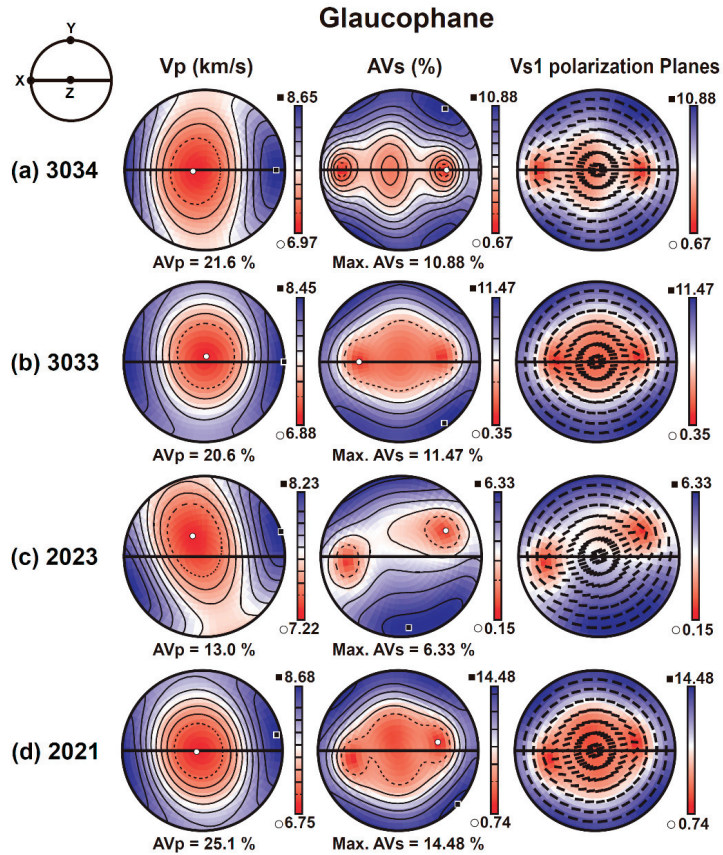 Glaucophane
Y
X
Z
Vp (km/s)
AVs (%)
Vs1 polarization Planes
(a) 3034
8.65
6.97
AVp = 21.6 %
10.88
0.67
Max. AVs = 10.88 %
10.88
0.67
(b) 3033
8.45
6.88
AVp = 20.6 %
11.47
0.35
Max. AVs = 11.47 %
11.47
0.35
(c) 2023
8.23
7.22
AVp = 13.0 %
6.33
0.15
Max. AVs = 6.33 %
6.33
0.15
(d) 2021
8.68
6.75
AVp = 25.1 %
14.48
0.74
Max. AVs = 14.48 %
14.48
0.74